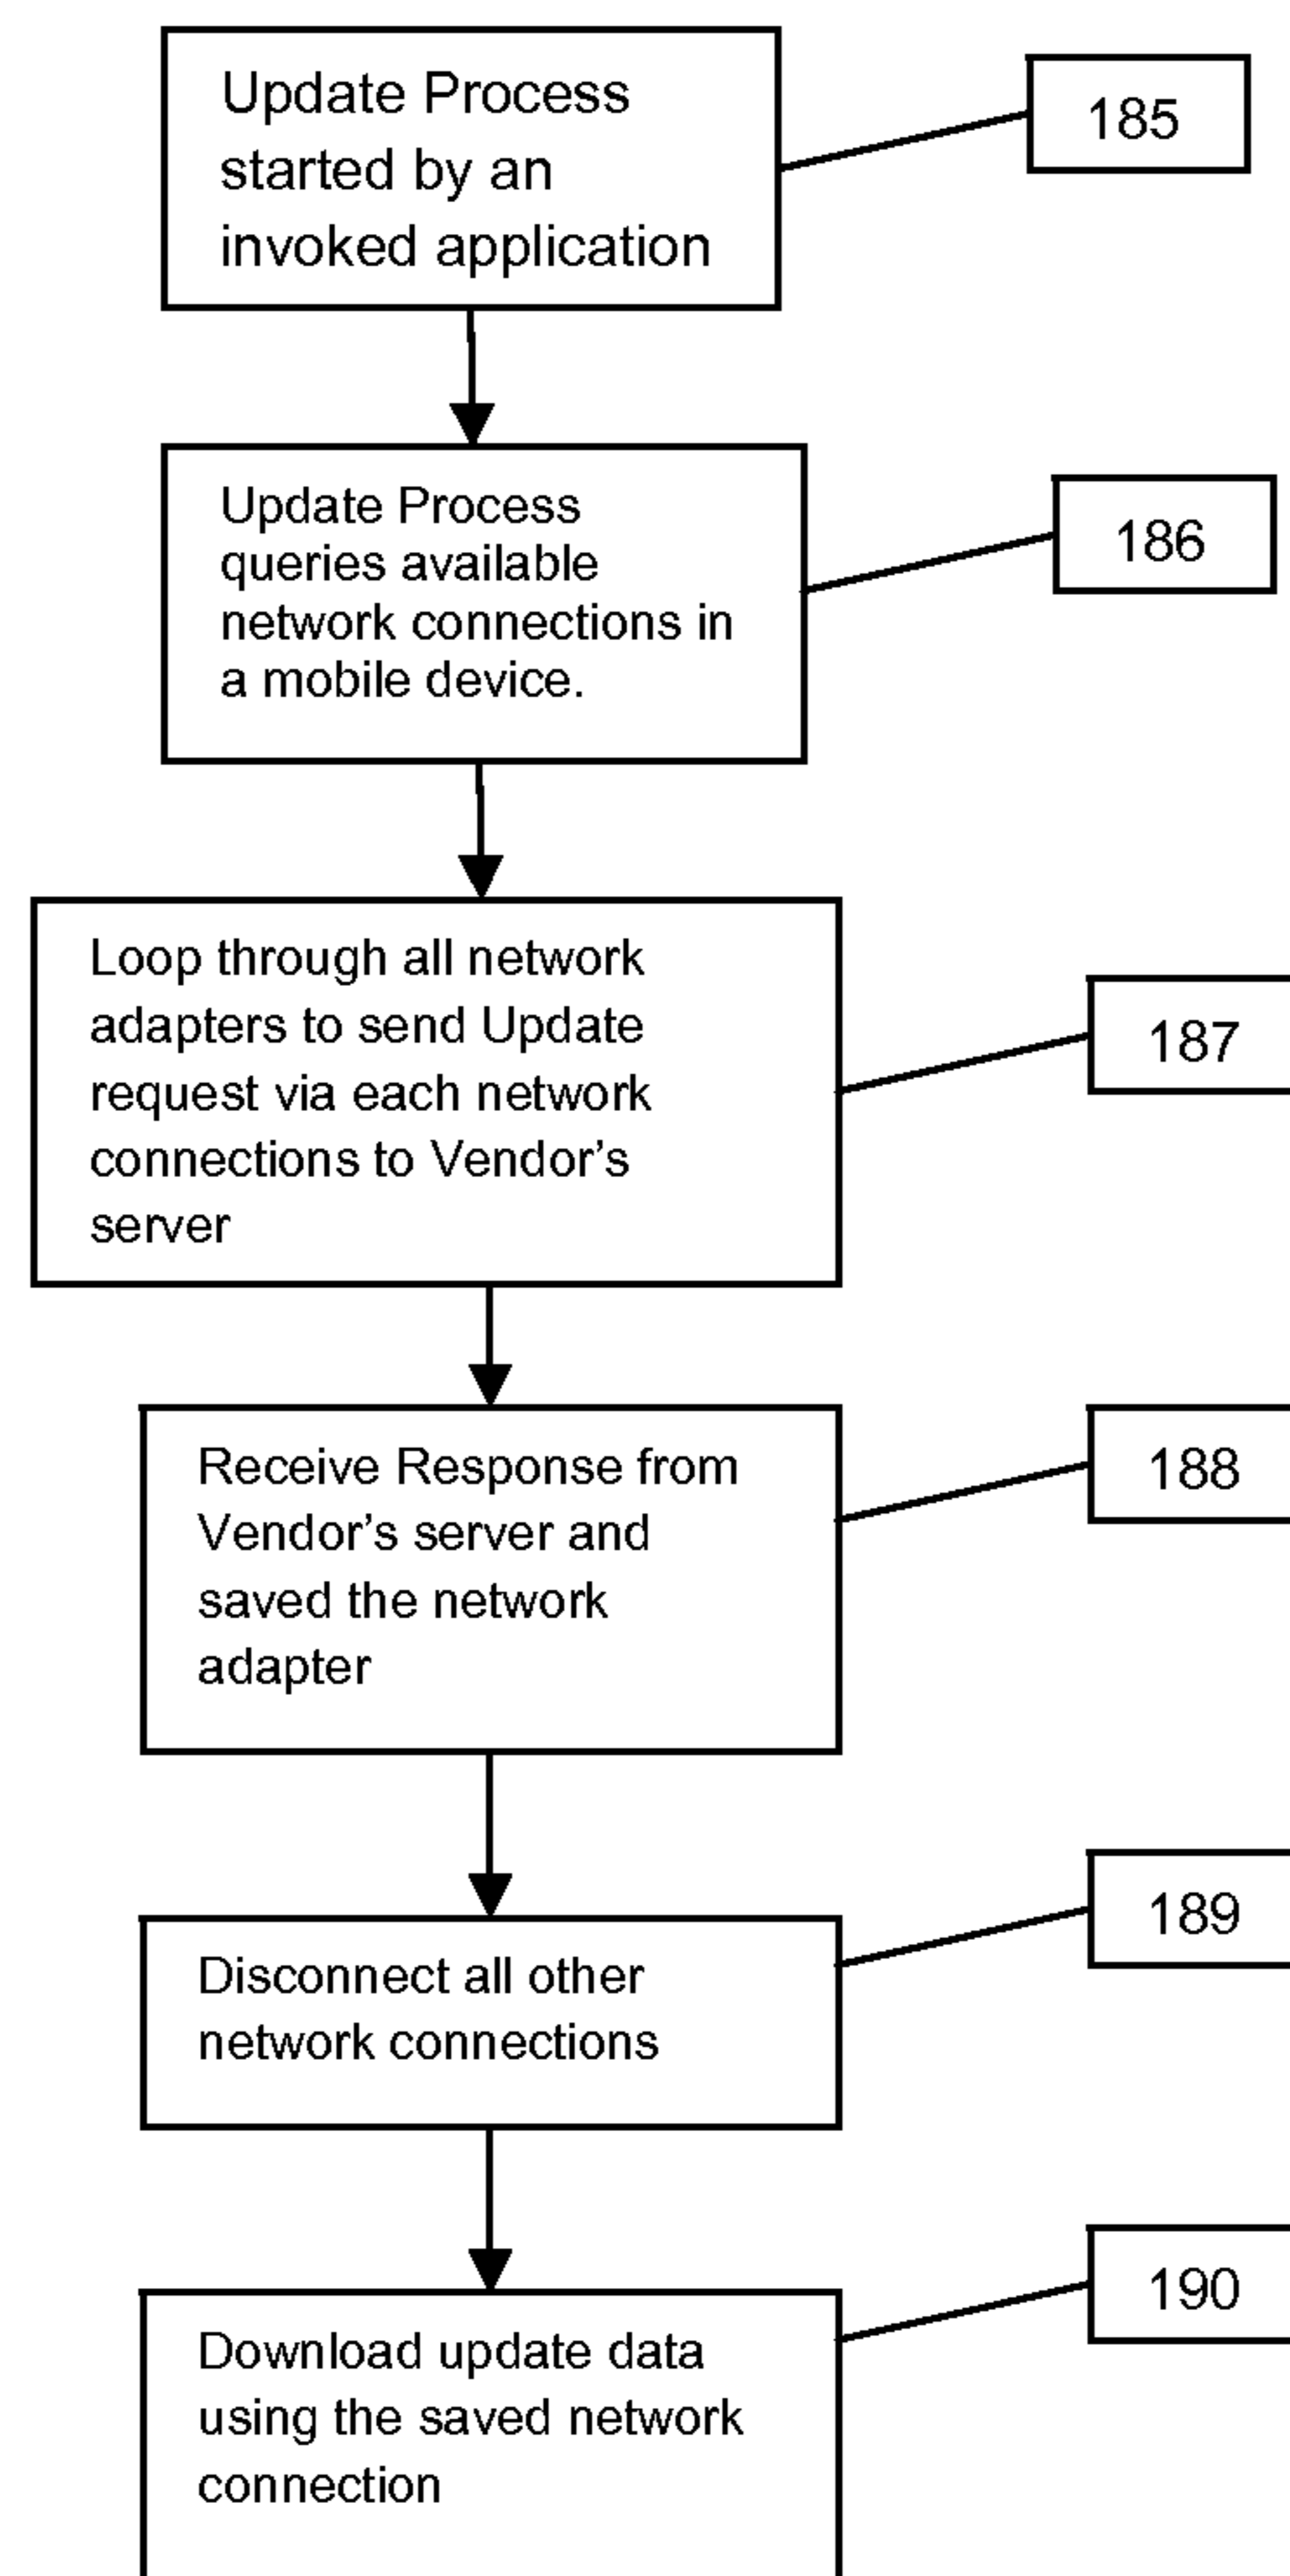 Update Process
started by an
invoked application
185
Update Process
queries available
network connections in
a mobile device.
186
Loop through all network
adapters to send Update
request via each network
connections to Vendor’s
server
187
Receive Response from
Vendor’s server and
saved the network
adapter
188
Disconnect all other
network connections
189
Download update data
using the saved network
connection
190